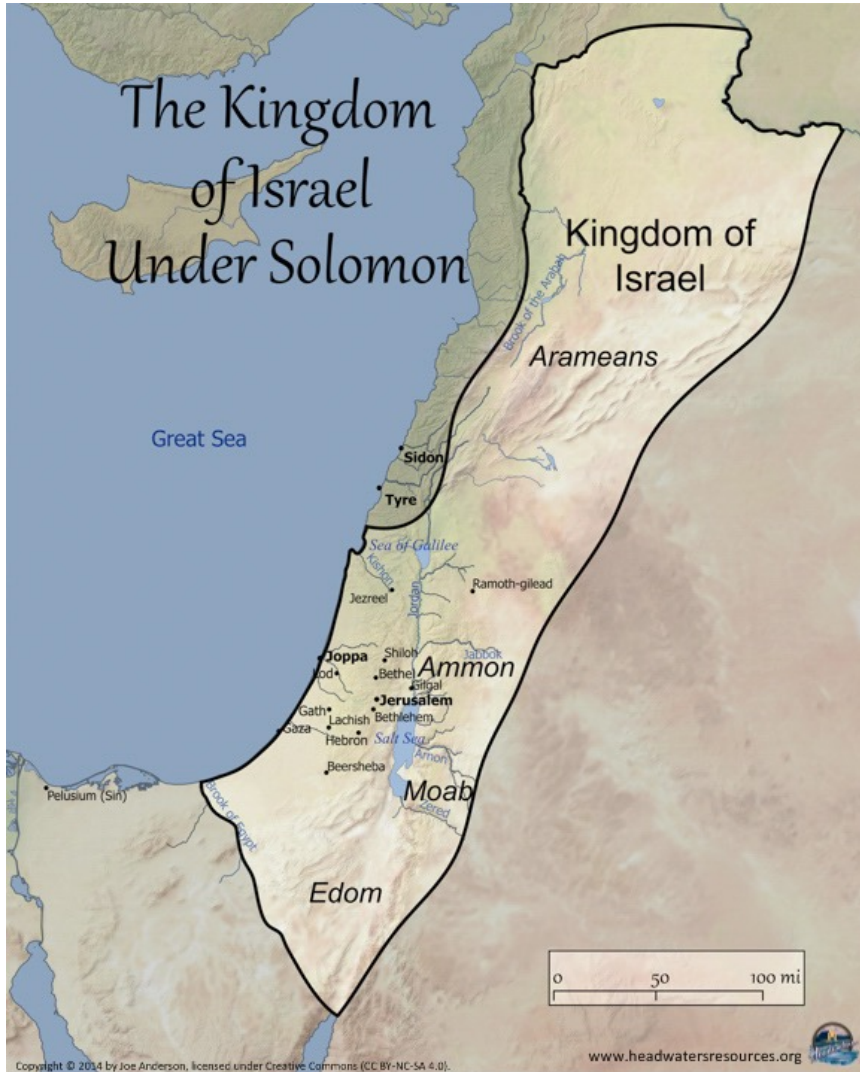 The Kingdom
of Israel
Under Solomon
Kingdom of
Israel
Brook of the Arabah
Arameans
Great Sea
Sidon
Tyre
Sea of Galilee
Kishon
Jordan
Ramoth-gilead
Jezreel
Joppa
Shiloh
Jabbok
Ammon
Lod
Bethel
Gilgal
Jerusalem
Gath
Bethlehem
Lachish
Gaza
Hebron
Salt Sea
Arnon
Beersheba
Moab
Zered
Pelusium (Sin)
Brook of Egypt
Edom
0 50 100 mi
www.headwatersresources.org
Copyright © 2014 by Joe Anderson, licensed under Creative Commons (CC BY-NC-SA 4.0).